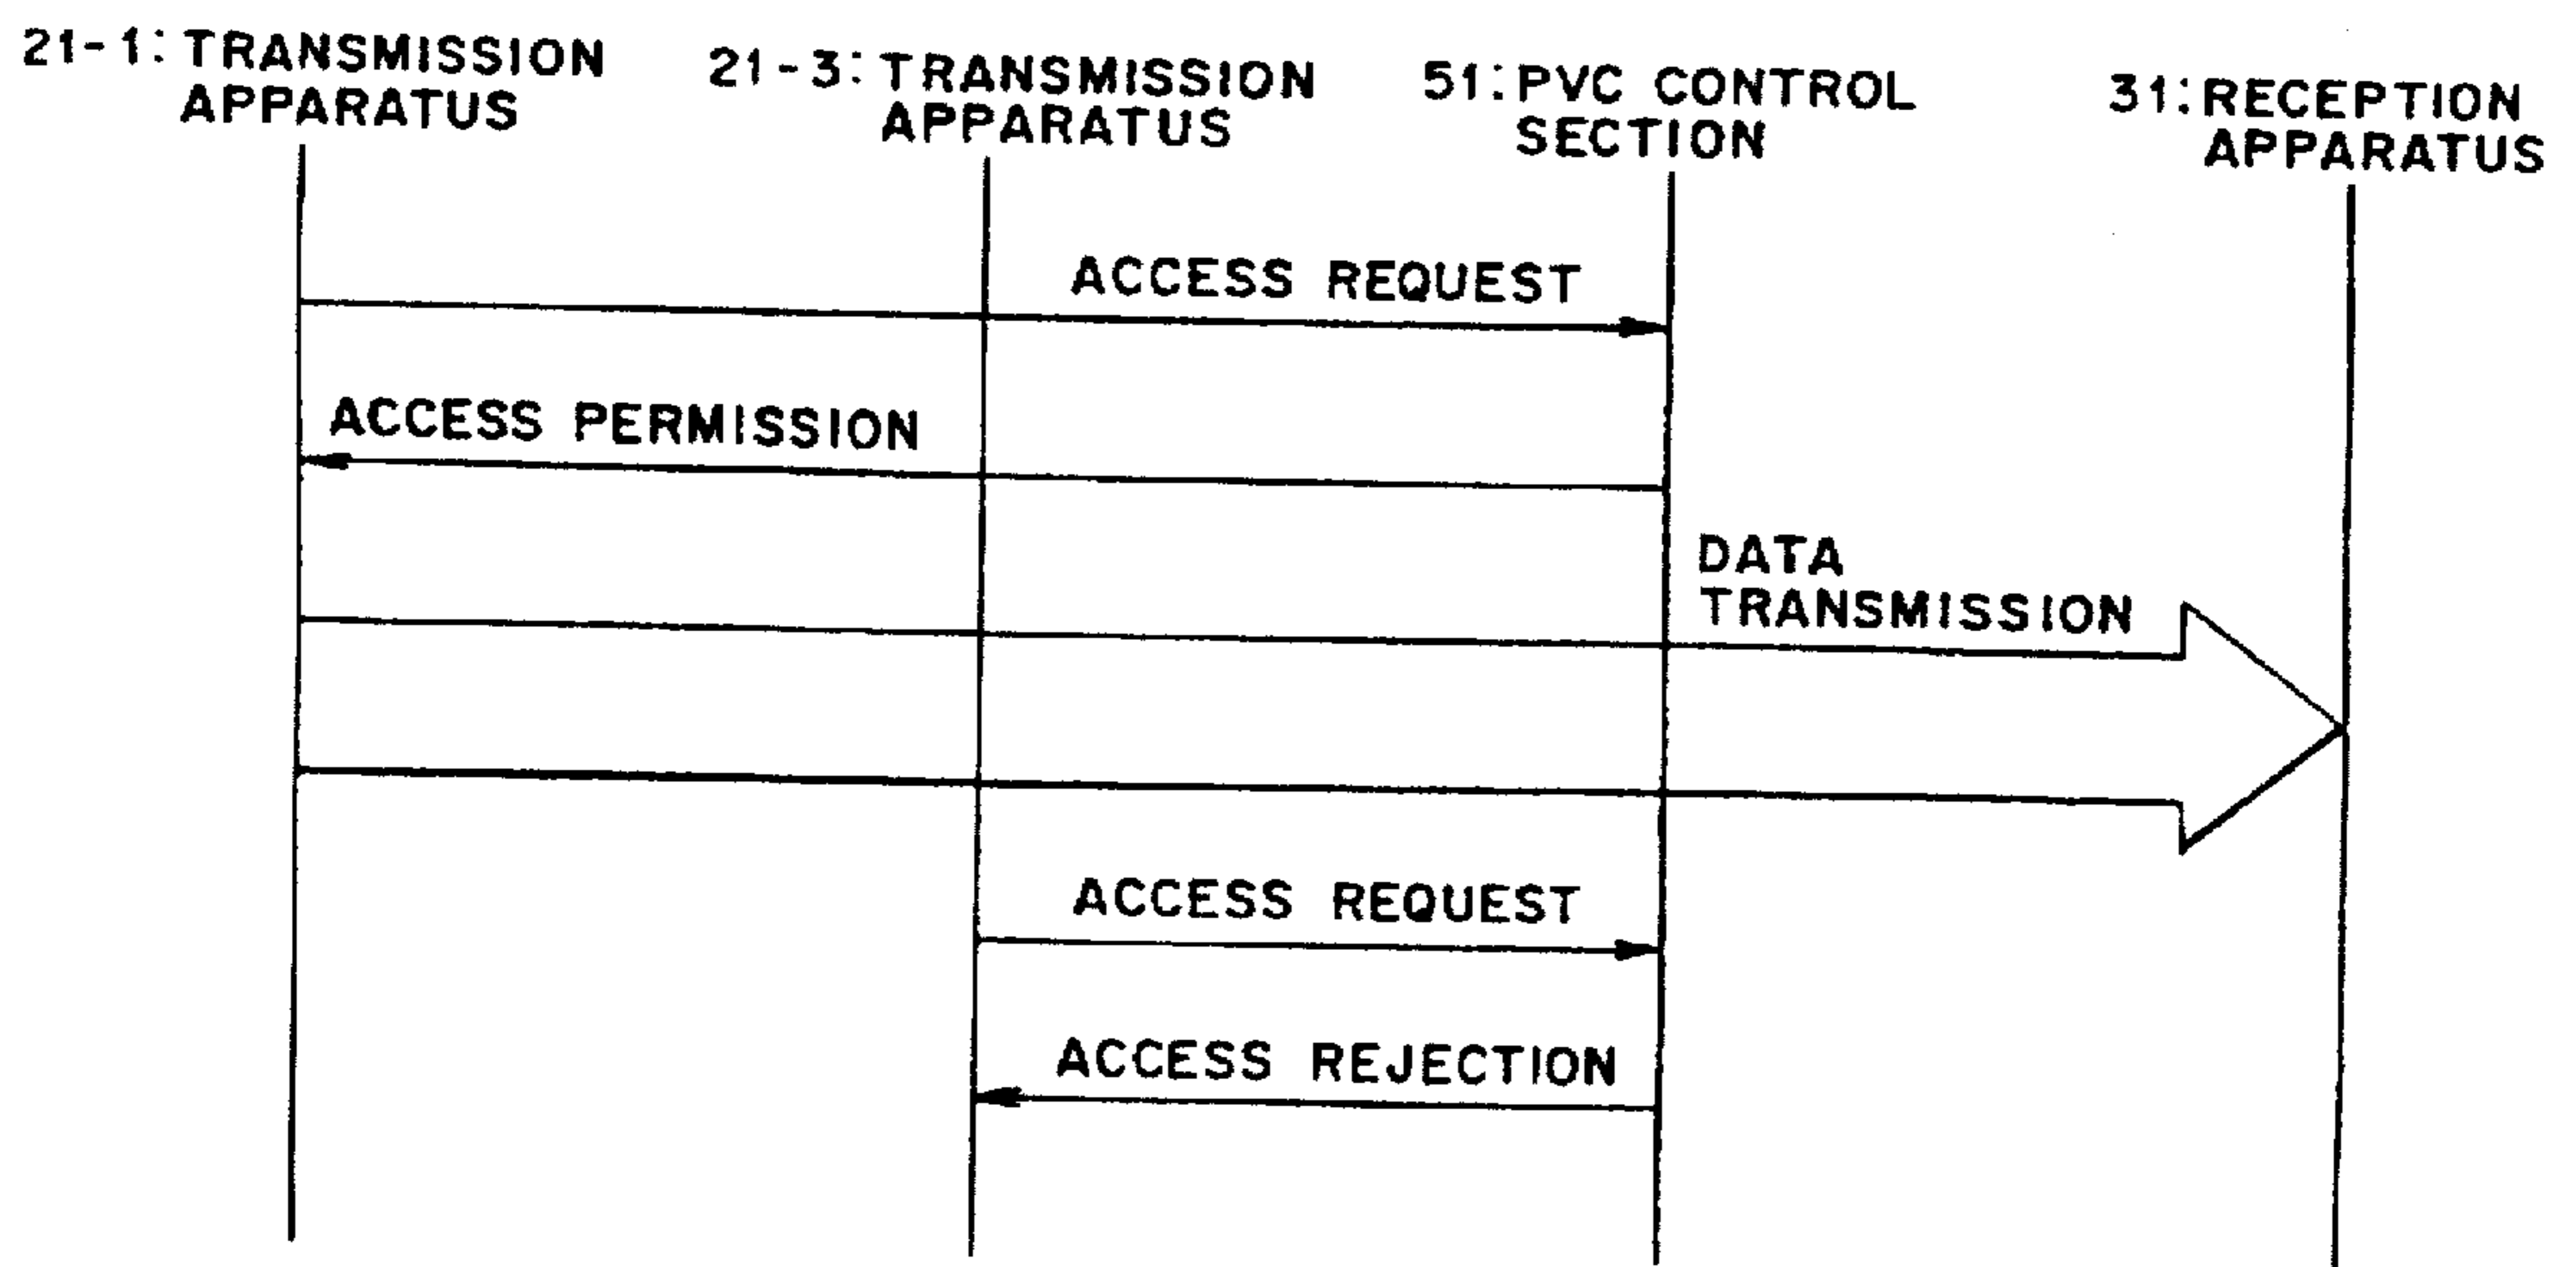 21-1: TRANSMISSION
APPARATUS
21-3: TRANSMISSION
APPARATUS
51: PVC CONTROL
SECTION
31: RECEPTION
APPARATUS
ACCESS REQUEST
ACCESS PERMISSION
DATA
TRANSMISSION
ACCESS REQUEST
ACCESS REJECTION